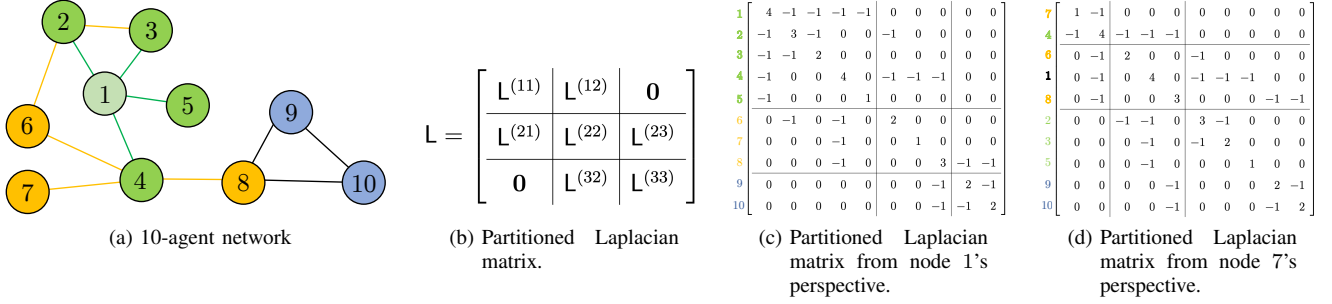 2
3
1
5
6
9
7
4
8
10
(a) 10-agent network
L =
L(11) L(12) 0
L(21) L(22) L(23)
0 L(32) L(33)
(b) Partitioned Laplacian
matrix.
1 4 −1 −1 −1 −1 0 0 0 0 0
2 −1 3 −1 0 0 −1 0 0 0 0
3 −1 −1 2 0 0 0 0 0 0 0
4 −1 0 0 4 0 −1 −1 −1 0 0
5 −1 0 0 0 1 0 0 0 0 0
6 0 −1 0 −1 0 2 0 0 0 0
7 0 0 0 −1 0 0 1 0 0 0
8 0 0 0 −1 0 0 0 3 −1 −1
9 0 0 0 0 0 0 0 −1 2 −1
10 0 0 0 0 0 0 0 −1 −1 2
(c) Partitioned Laplacian
matrix from node 1's
perspective.
7 1 −1 0 0 0 0 0 0 0 0
4 −1 4 −1 −1 −1 0 0 0 0 0
6 0 −1 2 0 0 −1 0 0 0 0
1 0 −1 0 4 0 −1 −1 −1 0 0
8 0 −1 0 0 3 0 0 0 −1 −1
2 0 0 −1 −1 0 3 −1 0 0 0
3 0 0 0 −1 0 −1 2 0 0 0
5 0 0 0 −1 0 0 0 1 0 0
9 0 0 0 0 −1 0 0 0 2 −1
10 0 0 0 0 −1 0 0 0 −1 2
(d) Partitioned Laplacian
matrix from node 7's
perspective.